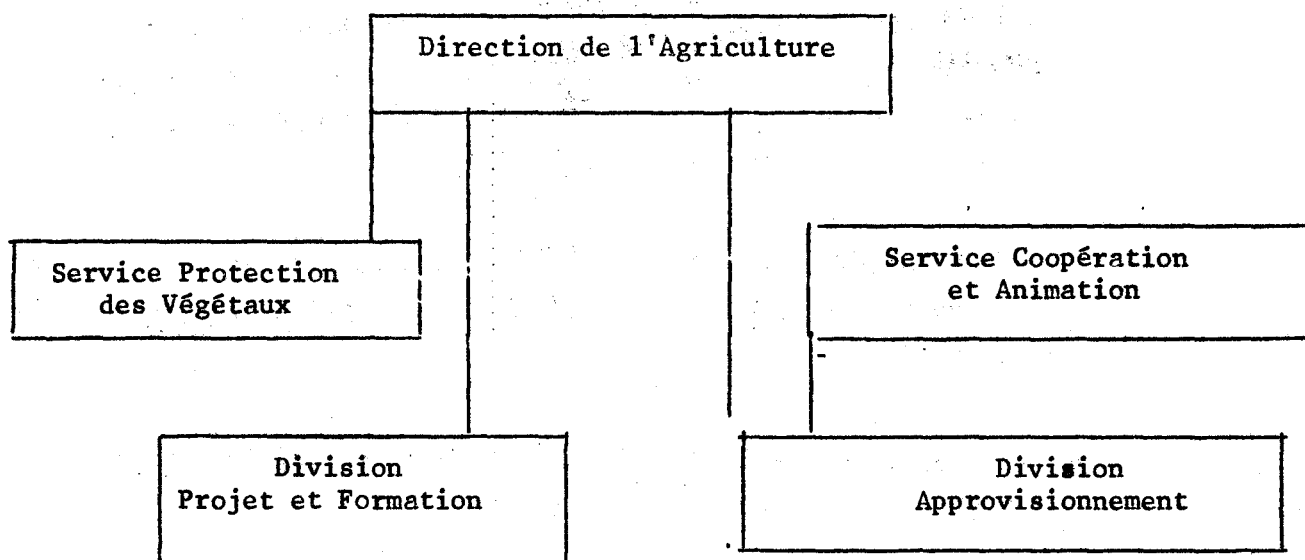 Direction de l'Agriculture
Service Protection
des Végétaux
Service Coopération
et Animation
Division
Projet et Formation
Division
Approvisionnement